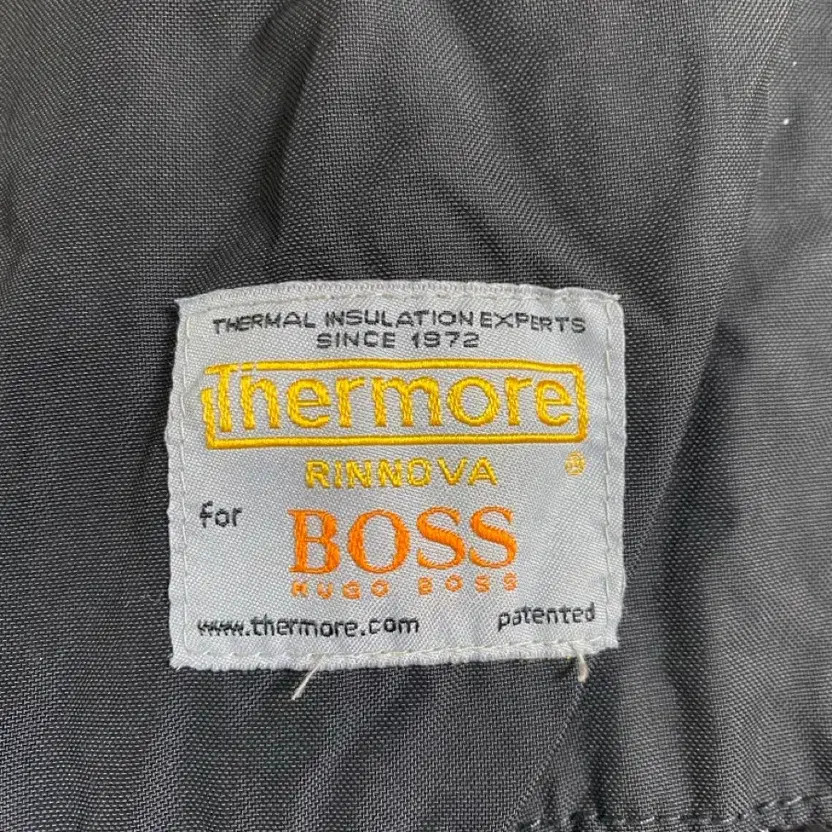 THERMAL INSULATION EXPERTS
SINCE 1972
Thermore
RINNOVA ®
for BOSS
HUGO BOSS
www.thermore.com patented